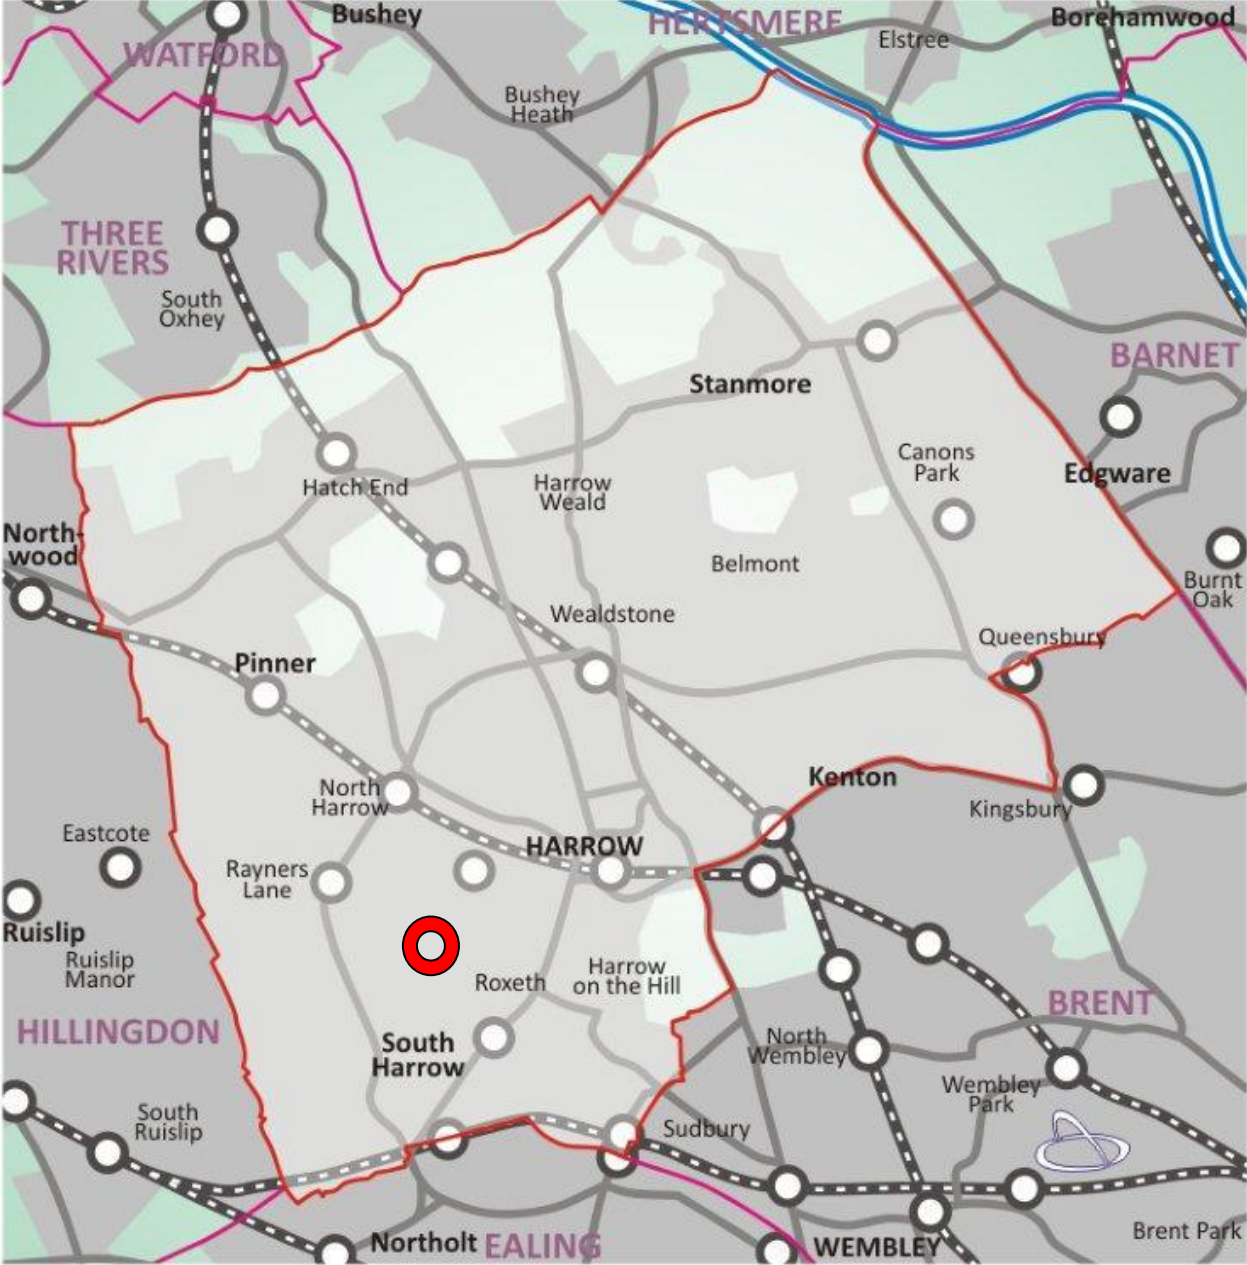 Bushey
HERTSMERE
Borehamwood
Elstree
WATFORD
Bushey
Heath
THREE
RIVERS
South
Oxhey
BARNET
Stanmore
Canons
Park
Edgware
Hatch End
Harrow
Weald
North-
wood
Belmont
Burnt
Oak
Wealdstone
Queensbury
Pinner
Kenton
North
Harrow
Kingsbury
Eastcote
HARROW
Rayners
Lane
Ruislip
Ruislip
Manor
Roxeth
Harrow
on the Hill
BRENT
HILLINGDON
South
Harrow
North
Wembley
Wembley
Park
South
Ruislip
Sudbury
Northolt
EALING
WEMBLEY
Brent Park